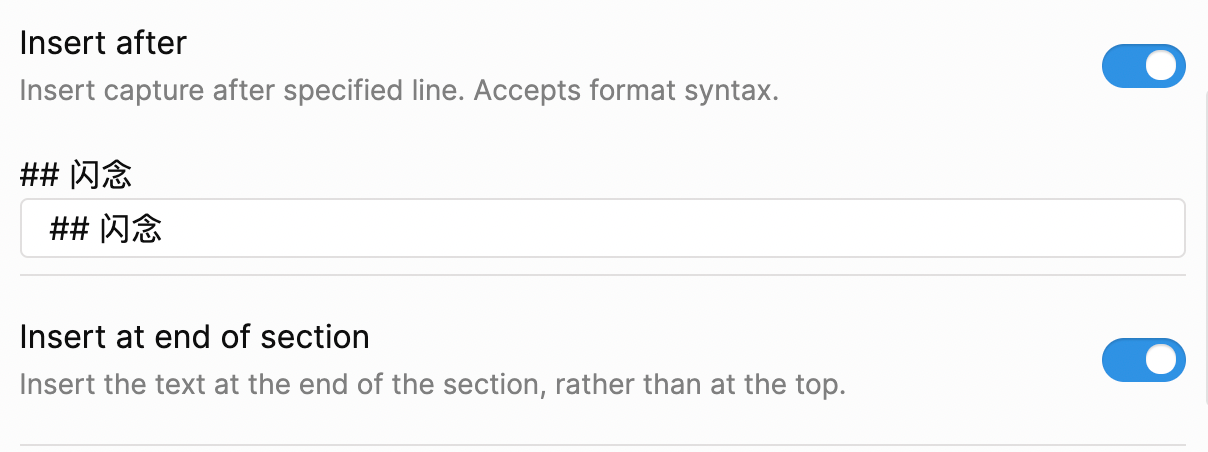 Insert after
Insert capture after specified line. Accepts format syntax.
## 闪念
## 闪念
Insert at end of section
Insert the text at the end of the section, rather than at the top.